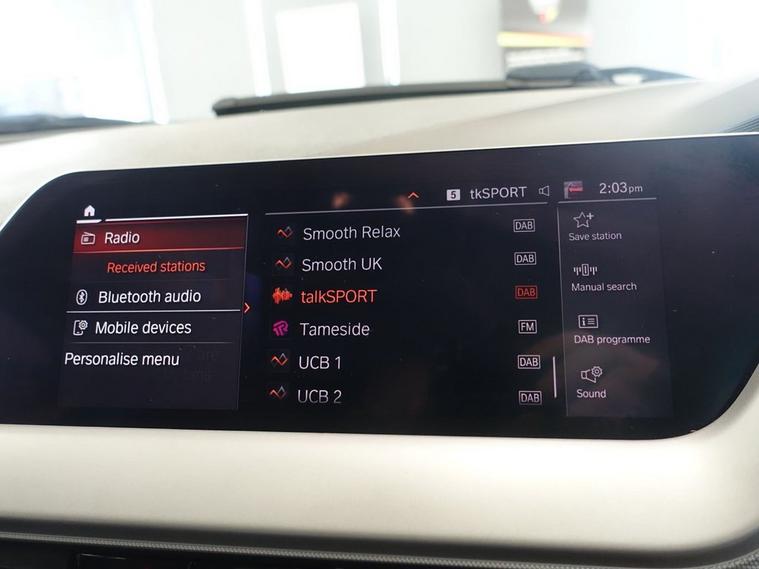 5 tkSPORT 2:03pm
Radio
Received stations
Bluetooth audio
Mobile devices
Personalise menu
Smooth Relax DAB
Smooth UK DAB
talkSPORT DAB
Tameside FM
UCB 1 DAB
UCB 2 DAB
Save station
Manual search
DAB programme
Sound